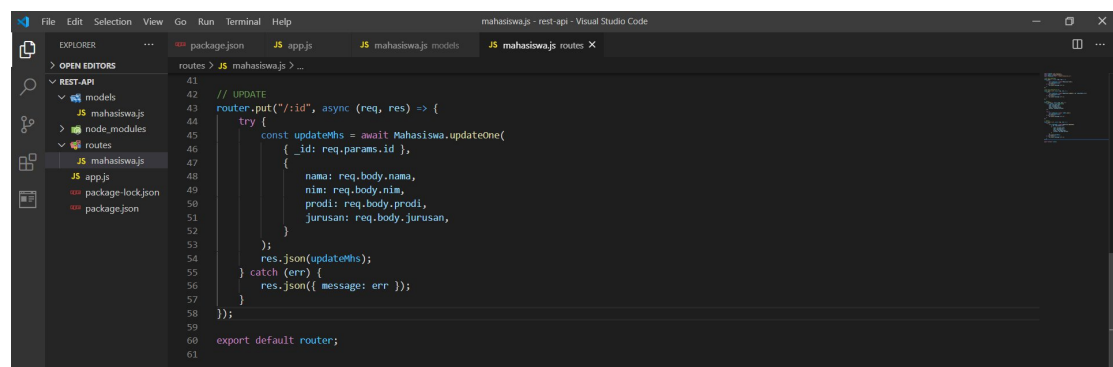 File Edit Selection View Go Run Terminal Help
mahasiswa.js - rest-api - Visual Studio Code
EXPLORER
package.json
JS app.js
JS mahasiswa.js models
JS mahasiswa.js routes
OPEN EDITORS
REST-API
models
JS mahasiswa.js
node_modules
routes
JS mahasiswa.js
JS app.js
package-lock.json
package.json
routes > JS mahasiswa.js > ...
41
42 // UPDATE
43 router.put("/:id", async (req, res) => {
44 try {
45 const updateMhs = await Mahasiswa.updateOne(
46 { _id: req.params.id },
47 {
48 nama: req.body.nama,
49 nim: req.body.nim,
50 prodi: req.body.prodi,
51 jurusan: req.body.jurusan,
52 }
53 );
54 res.json(updateMhs);
55 } catch (err) {
56 res.json({ message: err });
57 }
58 });
59
60 export default router;
61